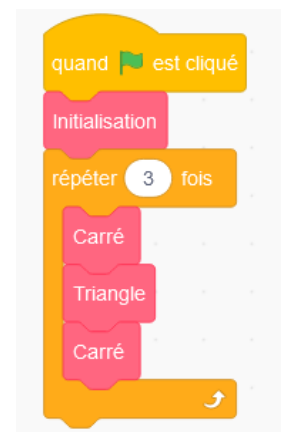 quand est cliqué
Initialisation
répéter 3 fois
Carré
Triangle
Carré